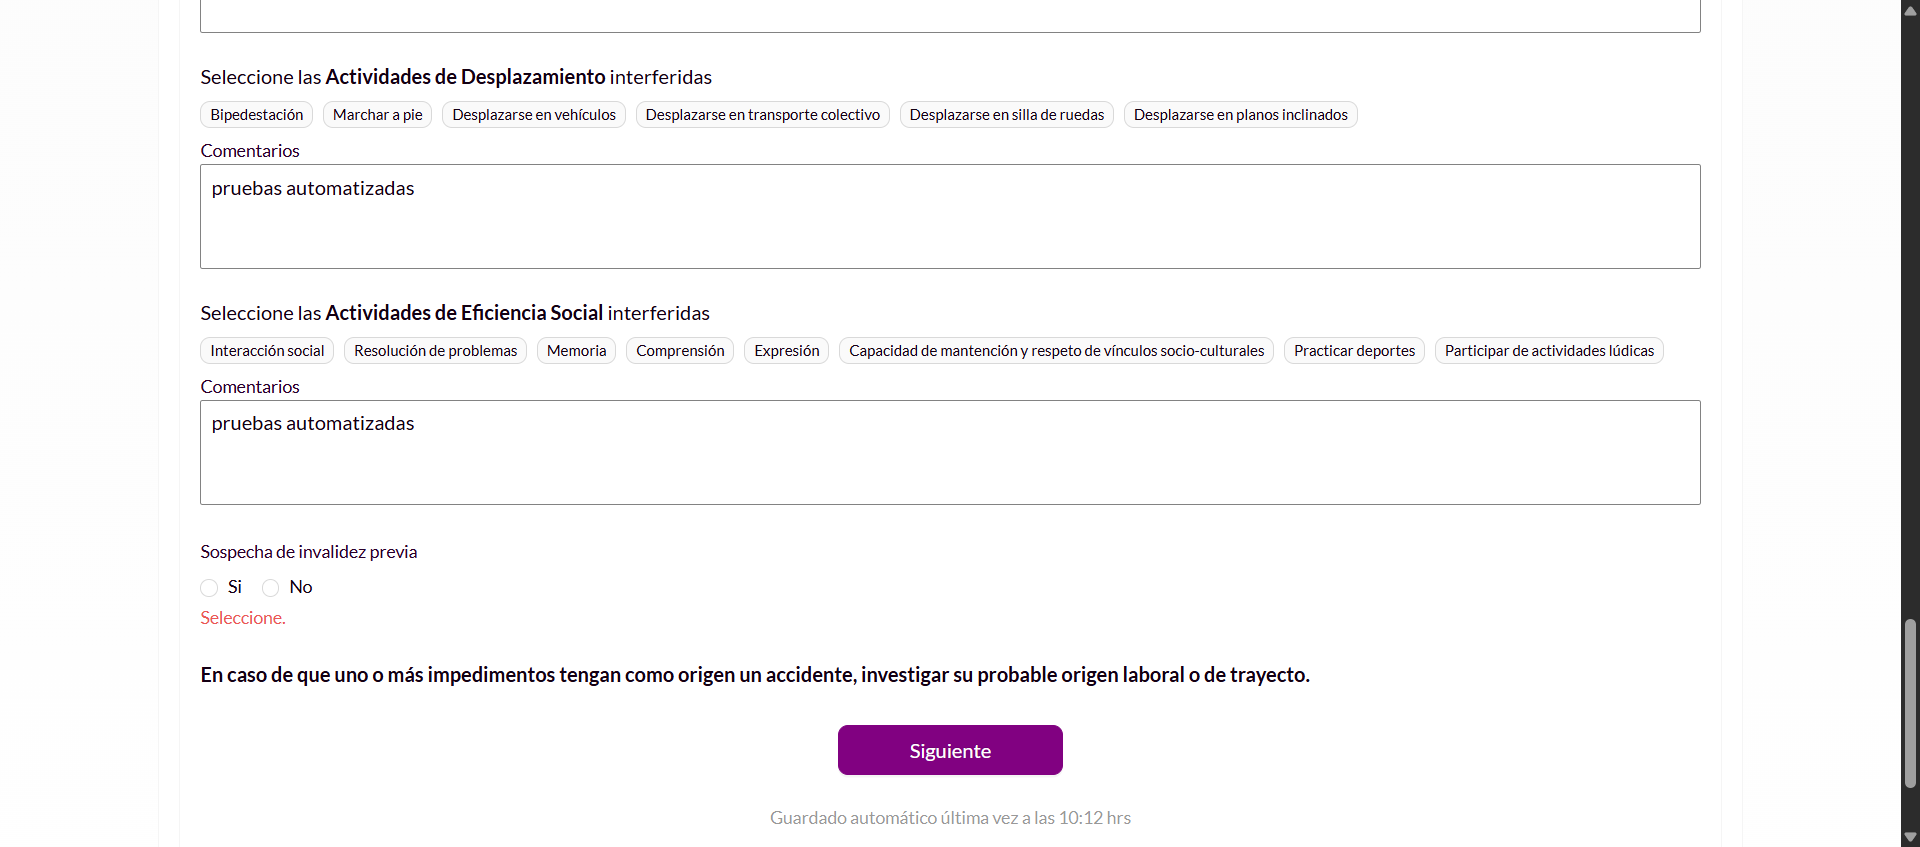 Seleccione las Actividades de Desplazamiento interferidas
Bipedestación Marchar a pie Desplazarse en vehículos Desplazarse en transporte colectivo Desplazarse en silla de ruedas Desplazarse en planos inclinados
Comentarios
pruebas automatizadas
Seleccione las Actividades de Eficiencia Social interferidas
Interacción social Resolución de problemas Memoria Comprensión Expresión Capacidad de mantención y respeto de vínculos socio-culturales Practicar deportes Participar de actividades lúdicas
Comentarios
pruebas automatizadas
Sospecha de invalidez previa
Si No
Seleccione.
En caso de que uno o más impedimentos tengan como origen un accidente, investigar su probable origen laboral o de trayecto.
Siguiente
Guardado automático última vez a las 10:12 hrs